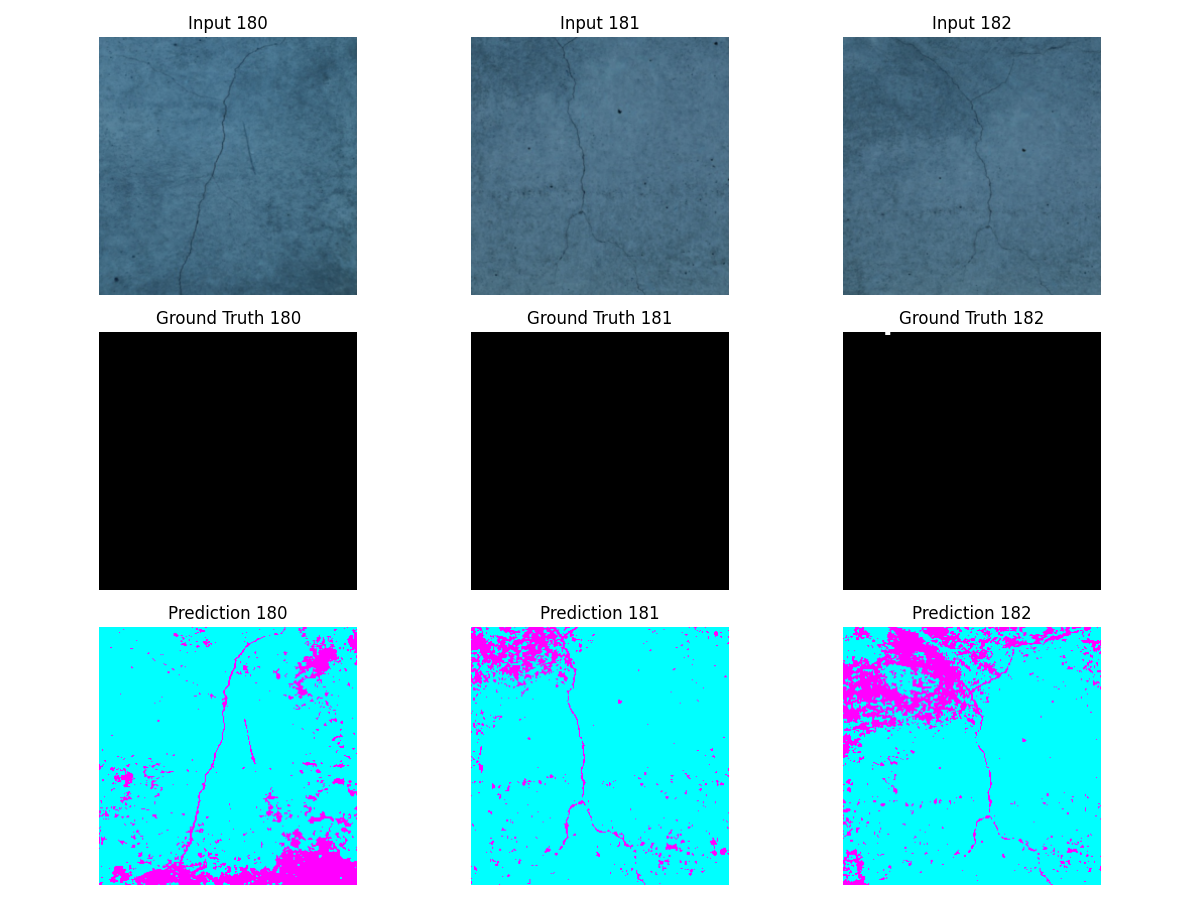 Input 180
Input 181
Input 182
Ground Truth 180
Ground Truth 181
Ground Truth 182
Prediction 180
Prediction 181
Prediction 182